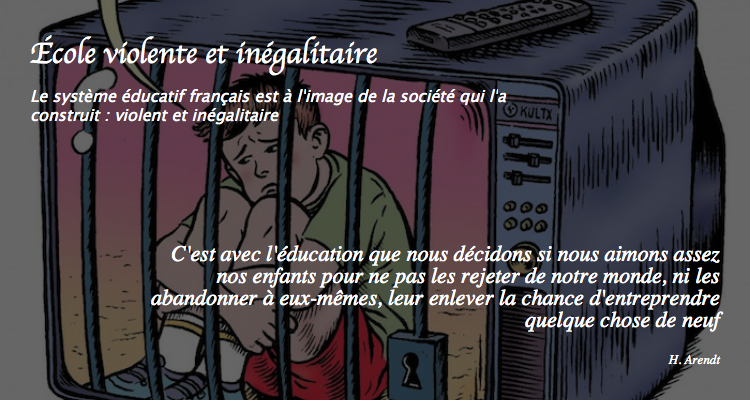 École violente et inégalitaire
Le système éducatif français est à l'image de la société qui l'a
construit : violent et inégalitaire
KULTX
C'est avec l'éducation que nous décidons si nous aimons assez
nos enfants pour ne pas les rejeter de notre monde, ni les
abandonner à eux-mêmes, leur enlever la chance d'entreprendre
quelque chose de neuf
H. Arendt